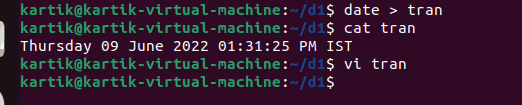 kartik@kartik-virtual-machine:~/d1$ date > tran
kartik@kartik-virtual-machine:~/d1$ cat tran
Thursday 09 June 2022 01:31:25 PM IST
kartik@kartik-virtual-machine:~/d1$ vi tran
kartik@kartik-virtual-machine:~/d1$